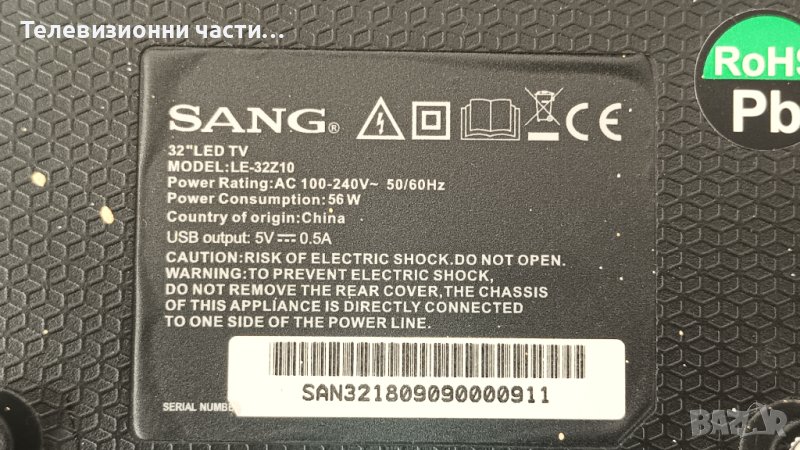 Телевизионни части…
RoHS
Pb
SANG®
32"LED TV
MODEL:LE-32Z10
Power Rating:AC 100-240V~ 50/60Hz
Power Consumption:56W
Country of origin:China
USB output: 5V⎓0.5A
CAUTION:RISK OF ELECTRIC SHOCK.DO NOT OPEN.
WARNING:TO PREVENT ELECTRIC SHOCK,
DO NOT REMOVE THE REAR COVER,THE CHASSIS
OF THIS APPLIANCE IS DIRECTLY CONNECTED
TO ONE SIDE OF THE POWER LINE.
SAN321809090000911
SERIAL NUMBE
BAZAR